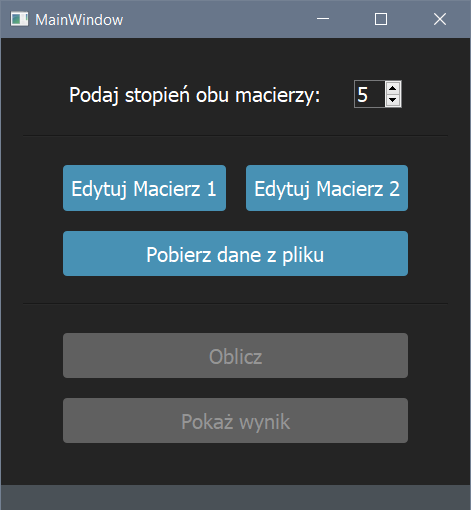 MainWindow
Podaj stopień obu macierzy: 5
Edytuj Macierz 1 Edytuj Macierz 2
Pobierz dane z pliku
Oblicz
Pokaż wynik